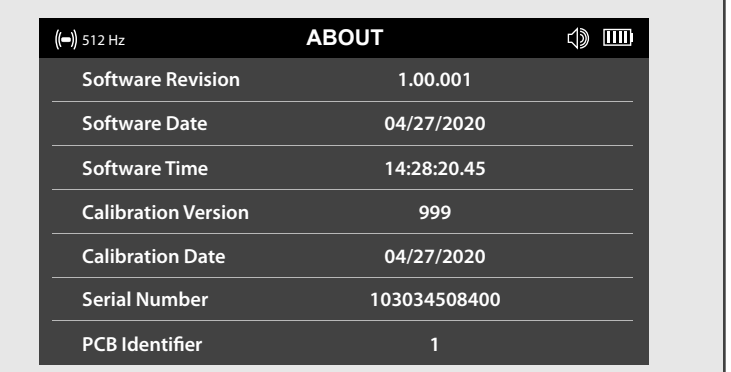 512 Hz ABOUT
Software Revision 1.00.001
Software Date 04/27/2020
Software Time 14:28:20.45
Calibration Version 999
Calibration Date 04/27/2020
Serial Number 103034508400
PCB Identifier 1